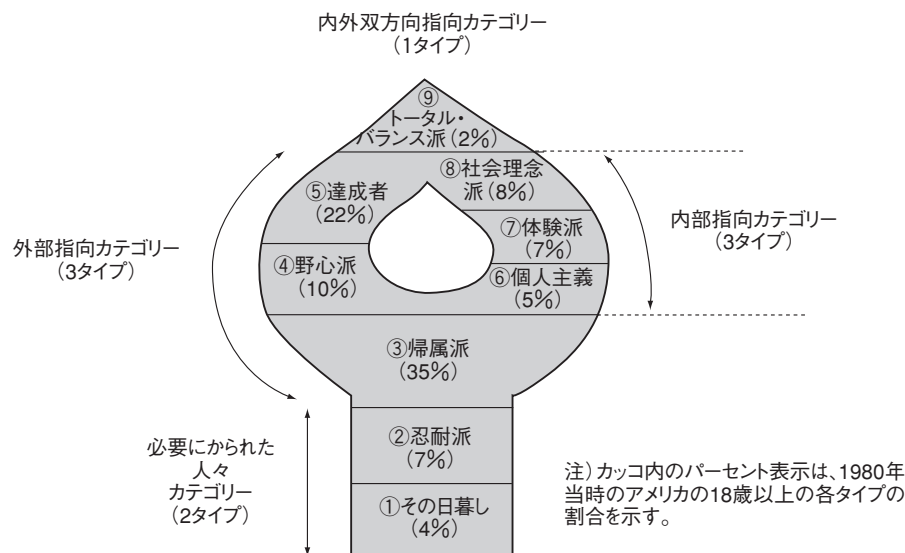 内外双方向指向カテゴリー
(1タイプ)
⑨
トータル・
バランス派(2%)
⑧社会理念
派(8%)
⑤達成者
(22%)
⑦体験派
(7%)
内部指向カテゴリー
(3タイプ)
外部指向カテゴリー
(3タイプ)
④野心派
(10%)
⑥個人主義
(5%)
③帰属派
(35%)
②忍耐派
(7%)
必要にかられた
人々
カテゴリー
(2タイプ)
①その日暮し
(4%)
注)カッコ内のパーセント表示は、1980年
当時のアメリカの18歳以上の各タイプの
割合を示す。